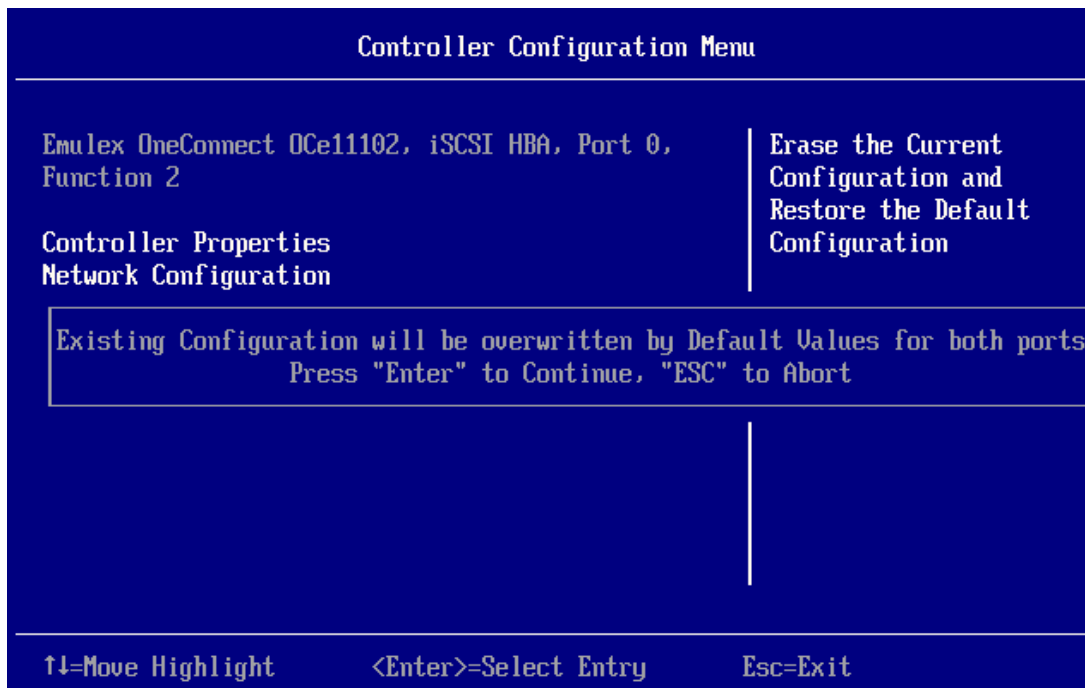 Controller Configuration Menu
Emulex OneConnect OCe11102, iSCSI HBA, Port 0,
Function 2
Controller Properties
Network Configuration
Erase the Current
Configuration and
Restore the Default
Configuration
Existing Configuration will be overwritten by Default Values for both ports
Press "Enter" to Continue, "ESC" to Abort
↑↓=Move Highlight <Enter>=Select Entry Esc=Exit